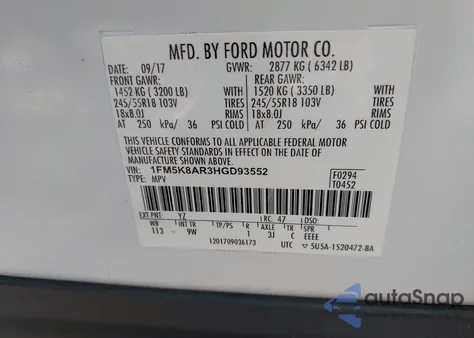 MFD. BY FORD MOTOR CO.
DATE: 09/17 GVWR: 2877 KG ( 6342 LB)
FRONT GAWR: REAR GAWR:
1452 KG ( 3200 LB) WITH 1520 KG ( 3350 LB) WITH
245/55R18 103V TIRES 245/55R18 103V TIRES
18x8.0J RIMS 18x8.0J RIMS
AT 250 kPa/ 36 PSI COLD AT 250 kPa/ 36 PSI COLD
THIS VEHICLE CONFORMS TO ALL APPLICABLE FEDERAL MOTOR
VEHICLE SAFETY STANDARDS IN EFFECT ON THE DATE OF
MANUFACTURE SHOWN ABOVE.
VIN: 1FM5K8AR3HGD93552 F0294
TYPE: MPV T0452
EXT PNT: YZ RC: 47 DSO:
WB INT TR TP/PS R AXLE TR SPR
113 9W 1 3J C EEEE
1201709036173 UTC 5U5A-1520472-BA
autoSnap